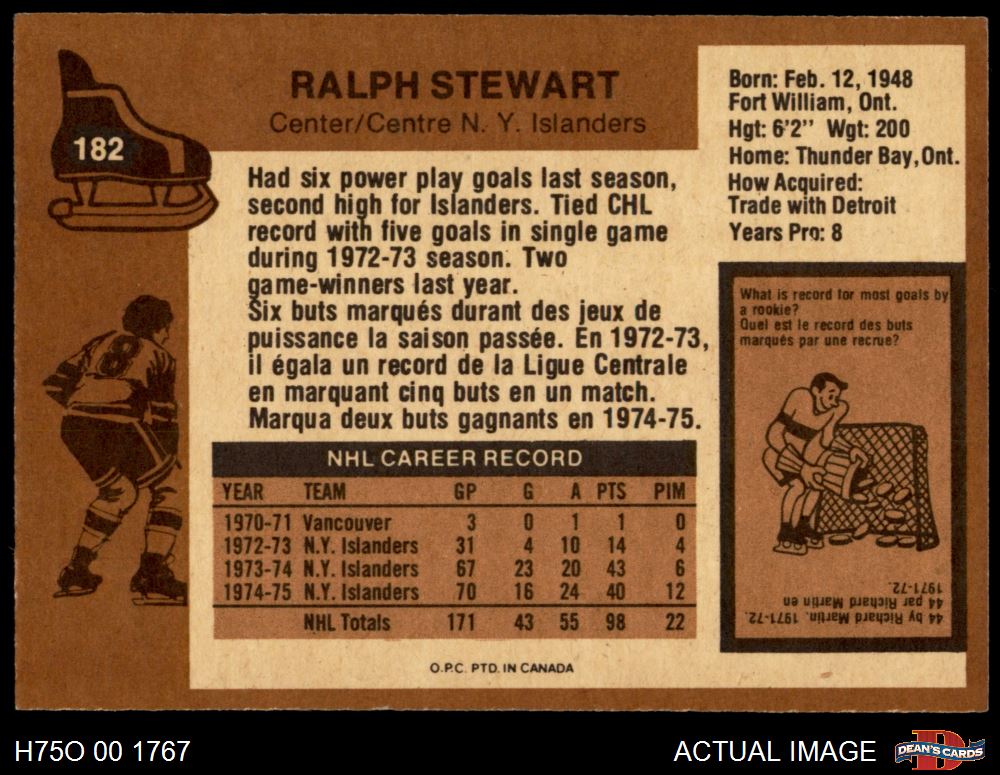 182
RALPH STEWART
Center/Centre N. Y. Islanders
Born: Feb. 12, 1948
Fort William, Ont.
Hgt: 6'2" Wgt: 200
Home: Thunder Bay, Ont.
How Acquired:
Trade with Detroit
Years Pro: 8
Had six power play goals last season,
second high for Islanders. Tied CHL
record with five goals in single game
during 1972-73 season. Two
game-winners last year.
Six buts marqués durant des jeux de
puissance la saison passée. En 1972-73,
il égala un record de la Ligue Centrale
en marquant cinq buts en un match.
Marqua deux buts gagnants en 1974-75.
8
What is record for most goals by
a rookie?
Quel est le record des buts
marqués par une recrue?
44 by Richard Martin. 1971-72.
44 par Richard Martin en
1971-72.
NHL CAREER RECORD
YEAR TEAM GP G A PTS PIM
1970-71 Vancouver 3 0 1 1 0
1972-73 N.Y. Islanders 31 4 10 14 4
1973-74 N.Y. Islanders 67 23 20 43 6
1974-75 N.Y. Islanders 70 16 24 40 12
NHL Totals 171 43 55 98 22
O.P.C. PTD. IN CANADA
H75O 00 1767
ACTUAL IMAGE
D
DEAN'S CARDS